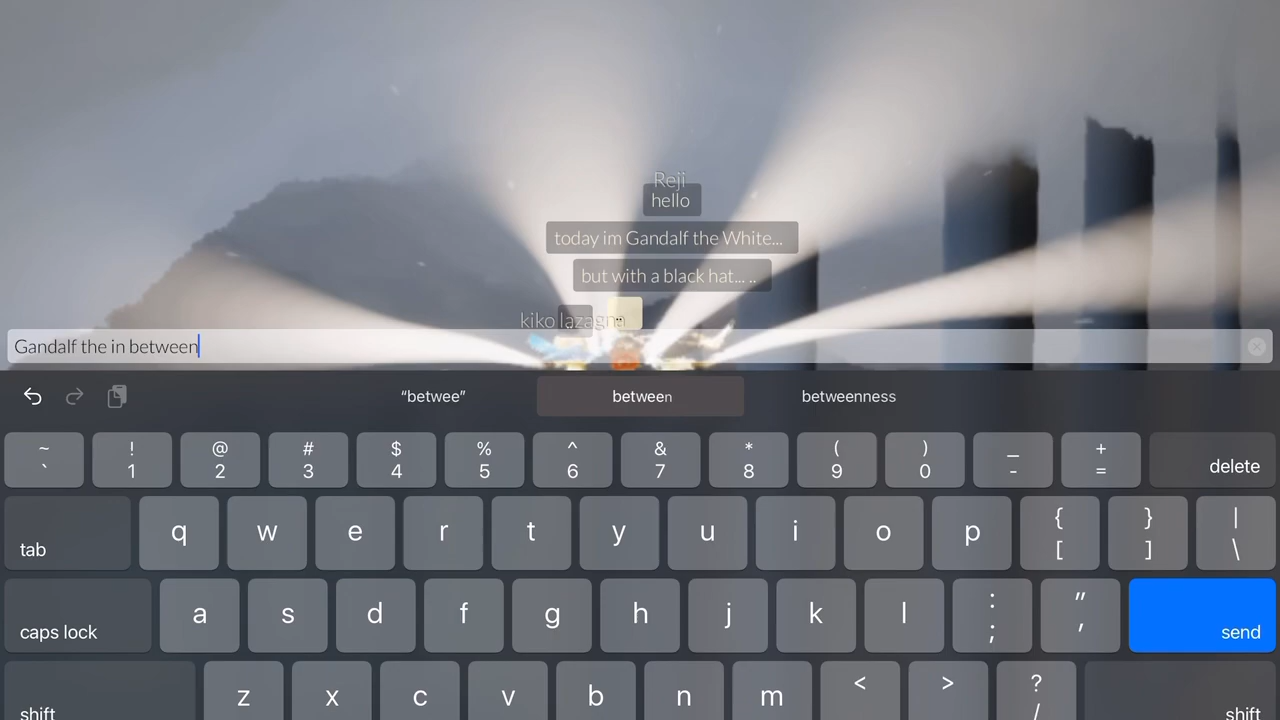 Reji
hello
today im Gandalf the White...
but with a black hat... ..
kiko lazagna
Gandalf the in between
“betwee” between betweenness
~ ! @ # $ % ^ & * ( ) _ +
` 1 2 3 4 5 6 7 8 9 0 - = delete
tab q w e r t y u i o p { [ } ] | \
caps lock a s d f g h j k l : ; " ' send
shift z x c v b n m < > ? / shift